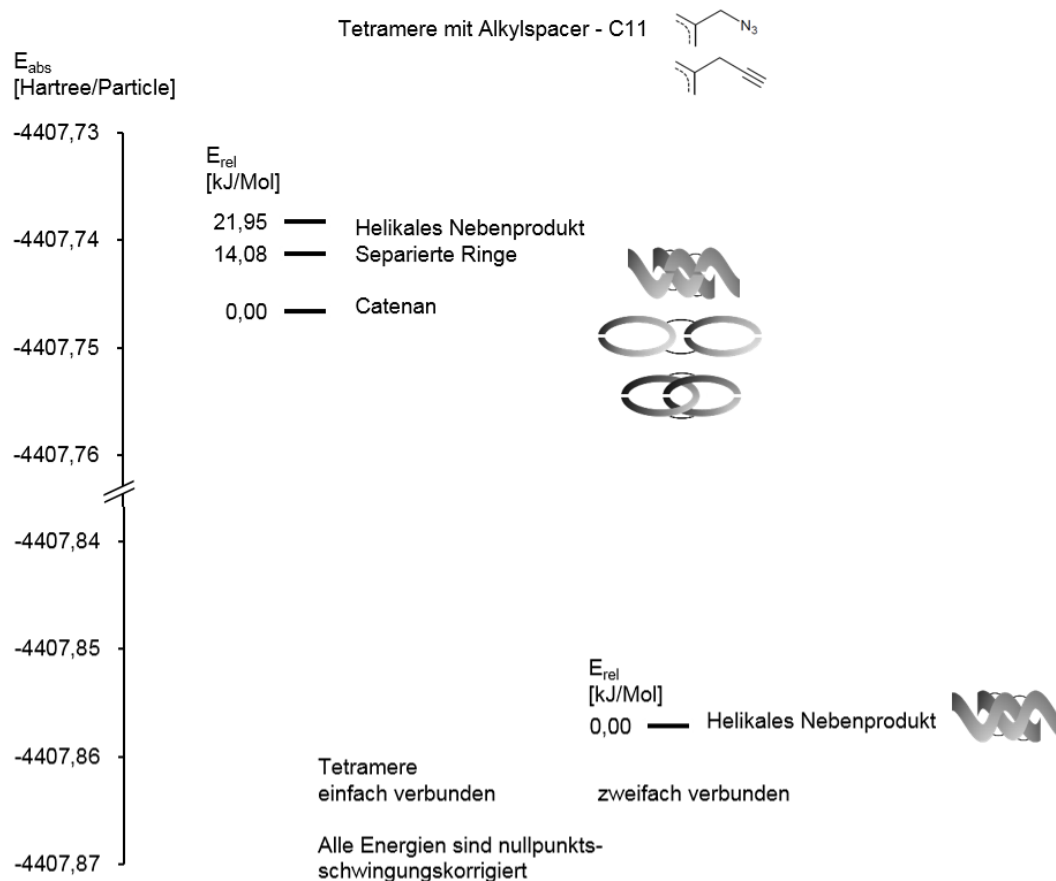 Tetramere mit Alkylspacer - C11
N3
Eabs
[Hartree/Particle]
-4407,73
Erel
[kJ/Mol]
21,95
Helikales Nebenprodukt
-4407,74
14,08
Separierte Ringe
0,00
Catenan
-4407,75
-4407,76
-4407,84
-4407,85
Erel
[kJ/Mol]
0,00
Helikales Nebenprodukt
-4407,86
Tetramere
einfach verbunden
zweifach verbunden
Alle Energien sind nullpunkts-
schwingungskorrigiert
-4407,87